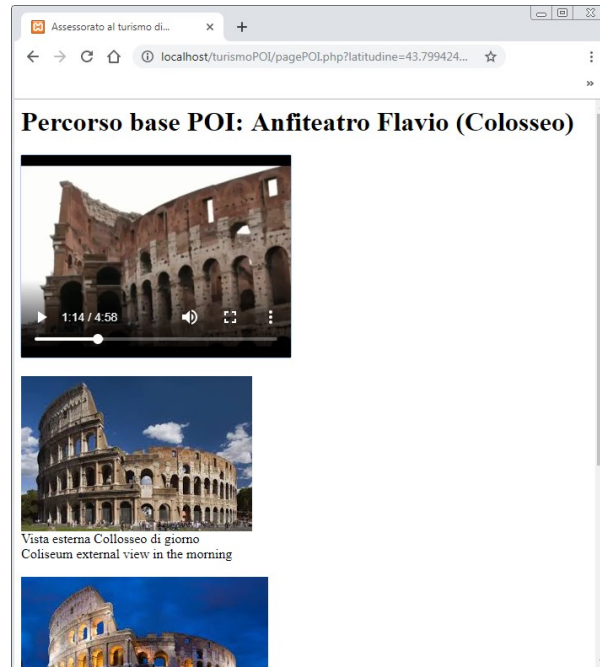 Assessorato al turismo di...
localhost/turismoPOI/pagePOI.php?latitudine=43.799424...
Percorso base POI: Anfiteatro Flavio (Colosseo)
1:14 / 4:58
Vista esterna Collosseo di giorno
Coliseum external view in the morning